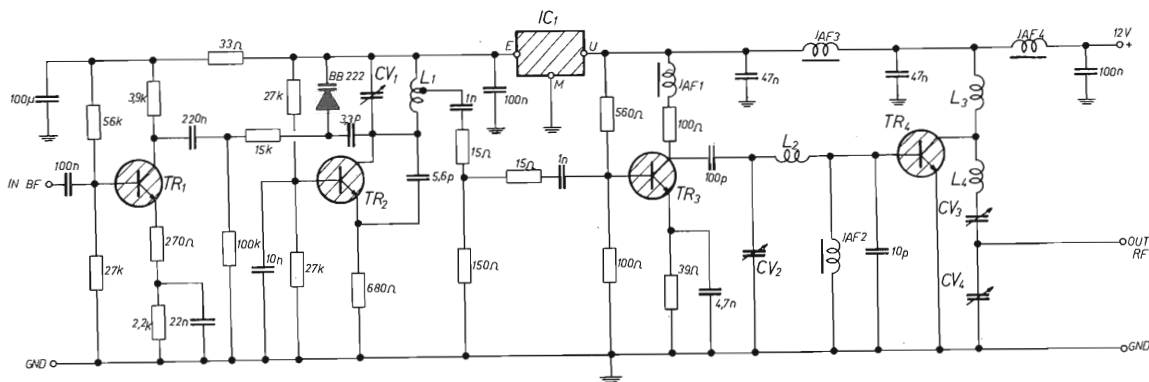 IC1
33Ω
E
U
M
JAF3
JAF4
12V
+
100μ
3,9k
56k
220n
27k
BB 222
CV1
L1
1n
100n
JAF1
47n
47n
100n
560Ω
100Ω
L3
15k
33p
15Ω
15Ω
1n
L2
TR4
IN BF
100n
TR1
TR2
5,6p
TR3
100p
L4
CV3
270Ω
100k
10n
27k
27k
680Ω
150Ω
100Ω
39Ω
4,7n
CV2
JAF2
10p
CV4
OUT
RF
2,2k
22n
GND
GND